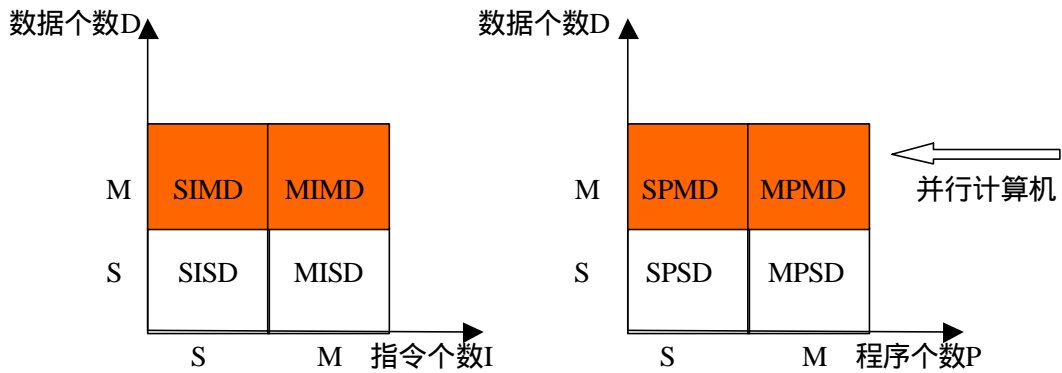 数据个数D
数据个数D
M SIMD MIMD
M SPMD MPMD
并行计算机
S SISD MISD
S SPSD MPSD
S M 指令个数I
S M 程序个数P